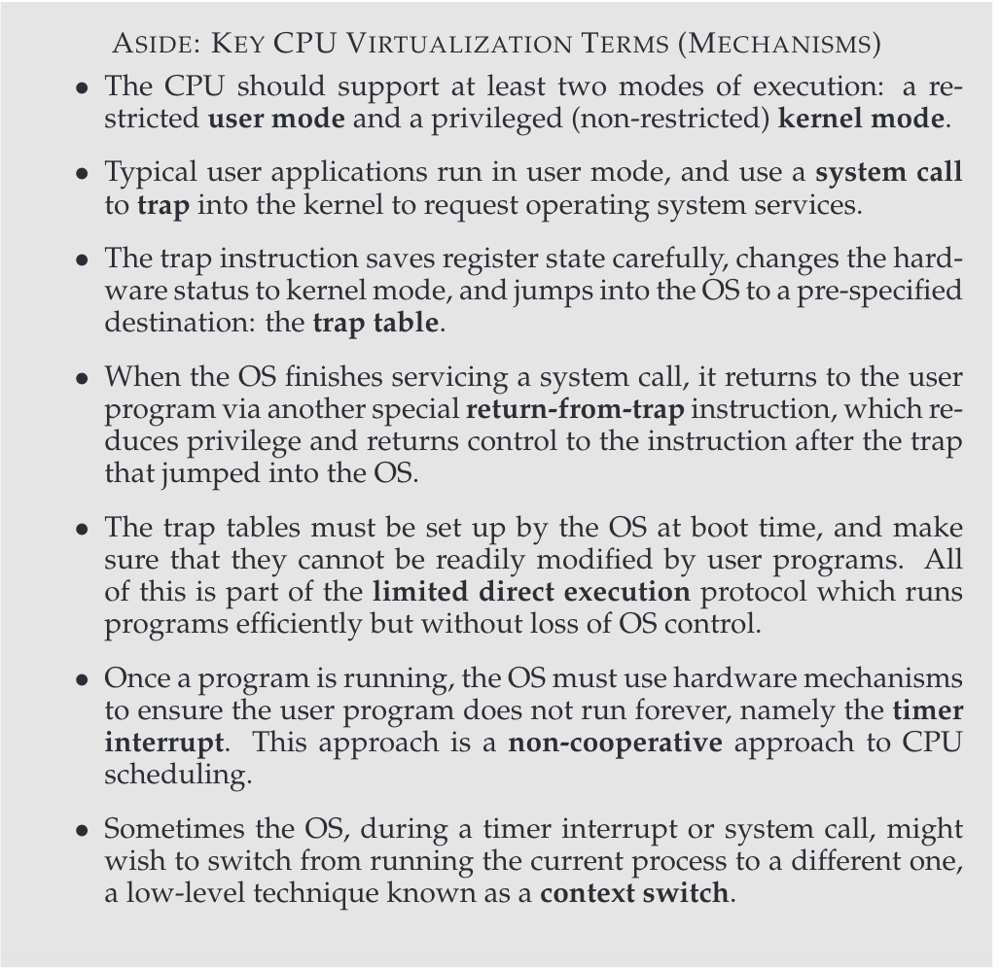 ASIDE: KEY CPU VIRTUALIZATION TERMS (MECHANISMS)
• The CPU should support at least two modes of execution: a re-
stricted user mode and a privileged (non-restricted) kernel mode.
• Typical user applications run in user mode, and use a system call
to trap into the kernel to request operating system services.
• The trap instruction saves register state carefully, changes the hard-
ware status to kernel mode, and jumps into the OS to a pre-specified
destination: the trap table.
• When the OS finishes servicing a system call, it returns to the user
program via another special return-from-trap instruction, which re-
duces privilege and returns control to the instruction after the trap
that jumped into the OS.
• The trap tables must be set up by the OS at boot time, and make
sure that they cannot be readily modified by user programs. All
of this is part of the limited direct execution protocol which runs
programs efficiently but without loss of OS control.
• Once a program is running, the OS must use hardware mechanisms
to ensure the user program does not run forever, namely the timer
interrupt. This approach is a non-cooperative approach to CPU
scheduling.
• Sometimes the OS, during a timer interrupt or system call, might
wish to switch from running the current process to a different one,
a low-level technique known as a context switch.